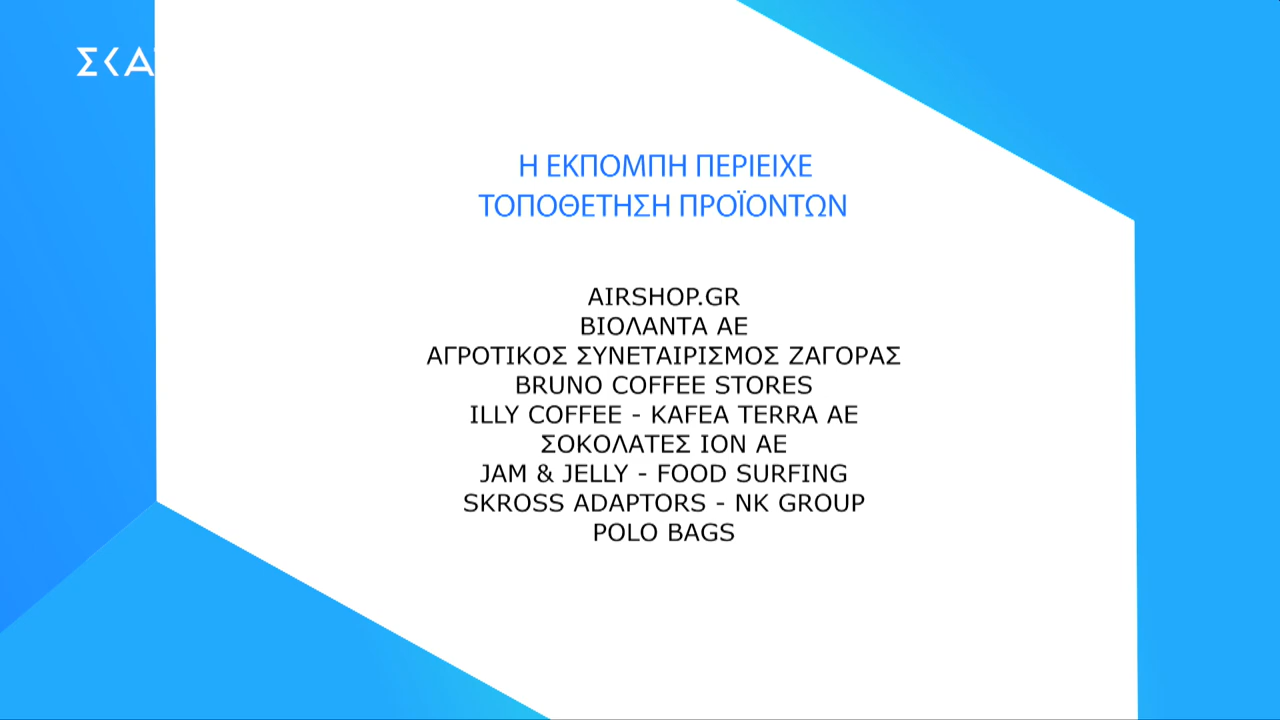 ΣΚΑ
Η ΕΚΠΟΜΠΗ ΠΕΡΙΕΙΧΕ
ΤΟΠΟΘΕΤΗΣΗ ΠΡΟΪΟΝΤΩΝ
AIRSHOP.GR
ΒΙΟΛΑΝΤΑ ΑΕ
ΑΓΡΟΤΙΚΟΣ ΣΥΝΕΤΑΙΡΙΣΜΟΣ ΖΑΓΟΡΑΣ
BRUNO COFFEE STORES
ILLY COFFEE - KAFEA TERRA AE
ΣΟΚΟΛΑΤΕΣ ΙΟΝ ΑΕ
JAM & JELLY - FOOD SURFING
SKROSS ADAPTORS - NK GROUP
POLO BAGS